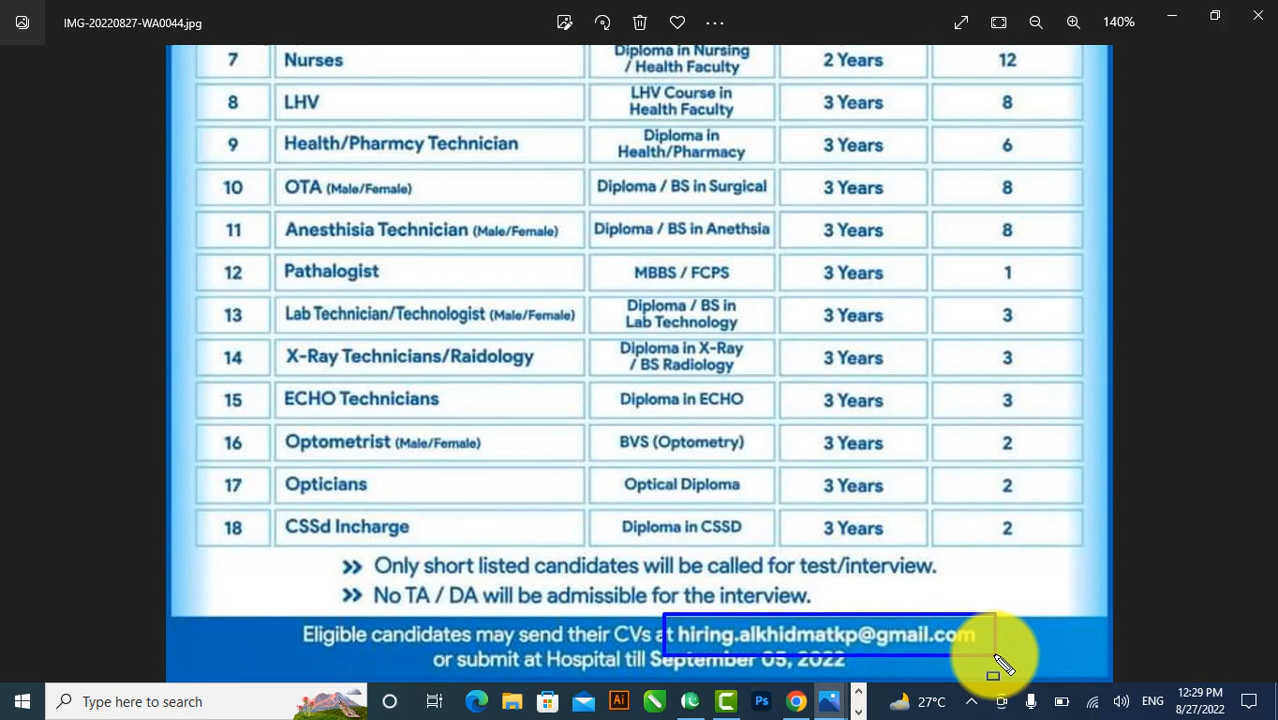 IMG-20220827-WA0044.jpg
140%
7 Nurses Diploma in Nursing / Health Faculty 2 Years 12
8 LHV LHV Course in Health Faculty 3 Years 8
9 Health/Pharmcy Technician Diploma in Health/Pharmacy 3 Years 6
10 OTA (Male/Female) Diploma / BS in Surgical 3 Years 8
11 Anesthisia Technician (Male/Female) Diploma / BS in Anethsia 3 Years 8
12 Pathalogist MBBS / FCPS 3 Years 1
13 Lab Technician/Technologist (Male/Female) Diploma / BS in Lab Technology 3 Years 3
14 X-Ray Technicians/Raidology Diploma in X-Ray / BS Radiology 3 Years 3
15 ECHO Technicians Diploma in ECHO 3 Years 3
16 Optometrist (Male/Female) BVS (Optometry) 3 Years 2
17 Opticians Optical Diploma 3 Years 2
18 CSSd Incharge Diploma in CSSD 3 Years 2
>> Only short listed candidates will be called for test/interview.
>> No TA / DA will be admissible for the interview.
Eligible candidates may send their CVs at hiring.alkhidmatkp@gmail.com
or submit at Hospital till September 05, 2022
Type here to search
Ai
Ps
27°C
ENG
12:29 PM
8/27/2022